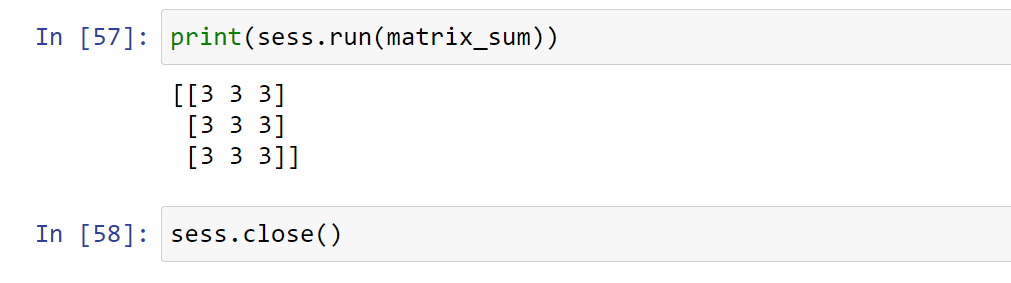 In [57]: print(sess.run(matrix_sum))
[[3 3 3]
 [3 3 3]
 [3 3 3]]
In [58]: sess.close()